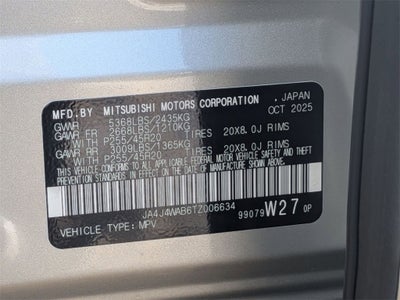 MFD.BY MITSUBISHI MOTORS CORPORATION , JAPAN
GVWR 5368LBS/2435KG OCT 2025
GAWR FR 2668LBS/1210KG
WITH P255/45R20 TIRES 20X8.0J RIMS
GAWR RR 3009LBS/1365KG
WITH P255/45R20 TIRES 20X8.0J RIMS
THIS VEHICLE CONFORMS TO ALL APPLICABLE FEDERAL MOTOR VEHICLE
SAFETY AND THEFT PREVENTION STANDARDS IN EFFECT ON THE
DATE OF MANUFACTURE SHOWN ABOVE.
JA4J4WAB6TZ006634
VEHICLE TYPE: MPV 99079 W27 0P